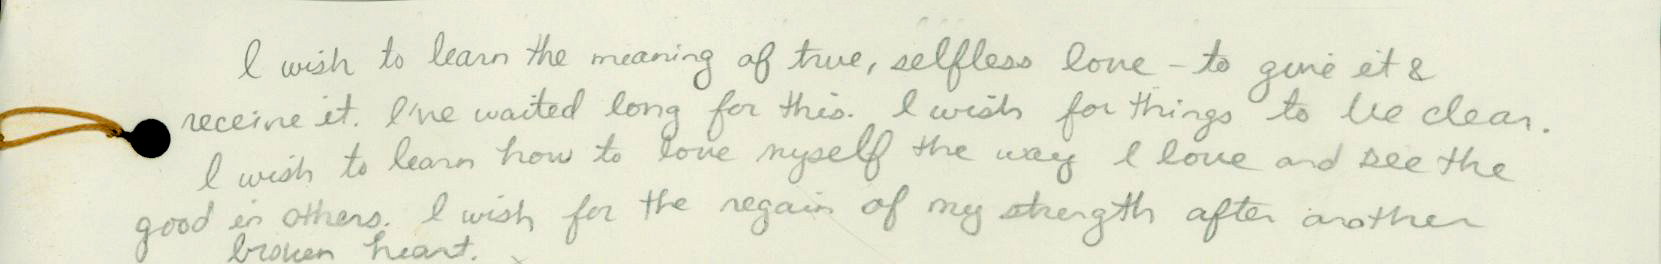 I wish to learn the meaning of true, selfless love - to give it &
receive it. I've waited long for this. I wish for things to be clear.
I wish to learn how to love myself the way I love and see the
good in others. I wish for the regain of my strength after another
broken heart.